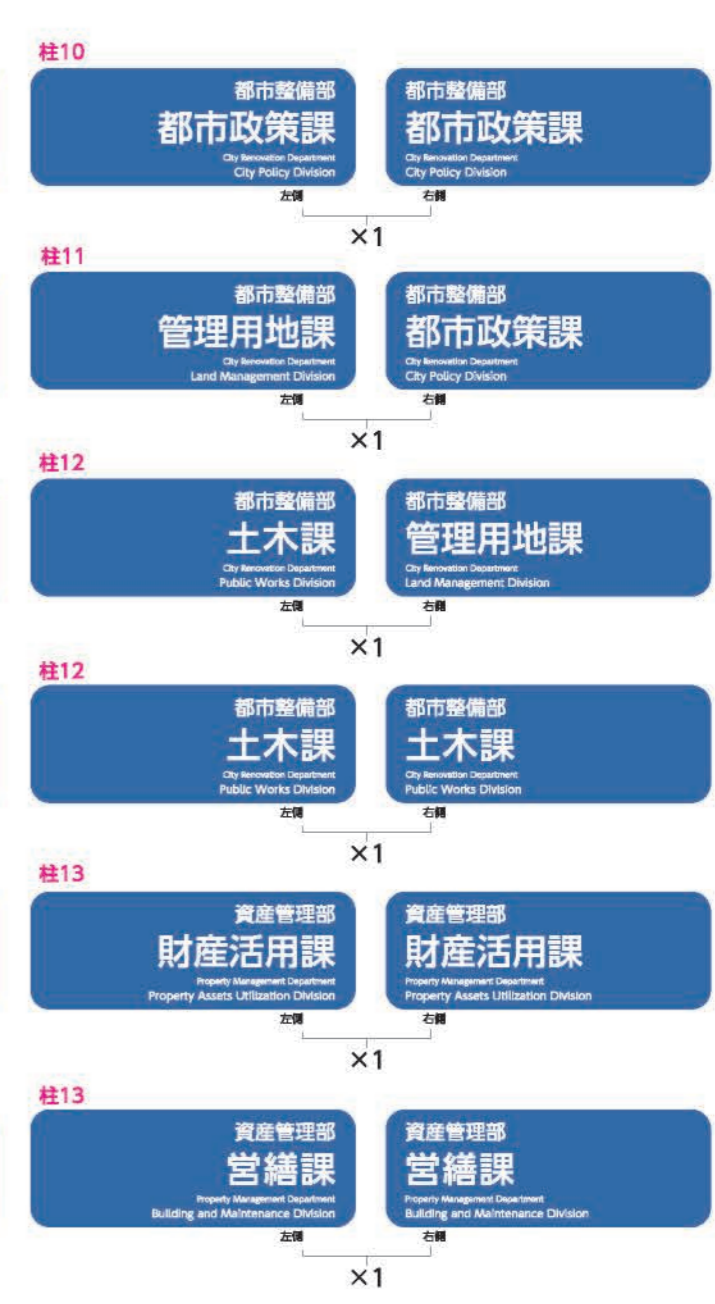 柱10
都市整備部
都市政策課
City Renovation Department
City Policy Division
左側
都市整備部
都市政策課
City Renovation Department
City Policy Division
右側
×1
柱11
都市整備部
管理用地課
City Renovation Department
Land Management Division
左側
都市整備部
都市政策課
City Renovation Department
City Policy Division
右側
×1
柱12
都市整備部
土木課
City Renovation Department
Public Works Division
左側
都市整備部
管理用地課
City Renovation Department
Land Management Division
右側
×1
柱12
都市整備部
土木課
City Renovation Department
Public Works Division
左側
都市整備部
土木課
City Renovation Department
Public Works Division
右側
×1
柱13
資産管理部
財産活用課
Property Management Department
Property Assets Utilization Division
左側
資産管理部
財産活用課
Property Management Department
Property Assets Utilization Division
右側
×1
柱13
資産管理部
営繕課
Property Management Department
Building and Maintenance Division
左側
資産管理部
営繕課
Property Management Department
Building and Maintenance Division
右側
×1